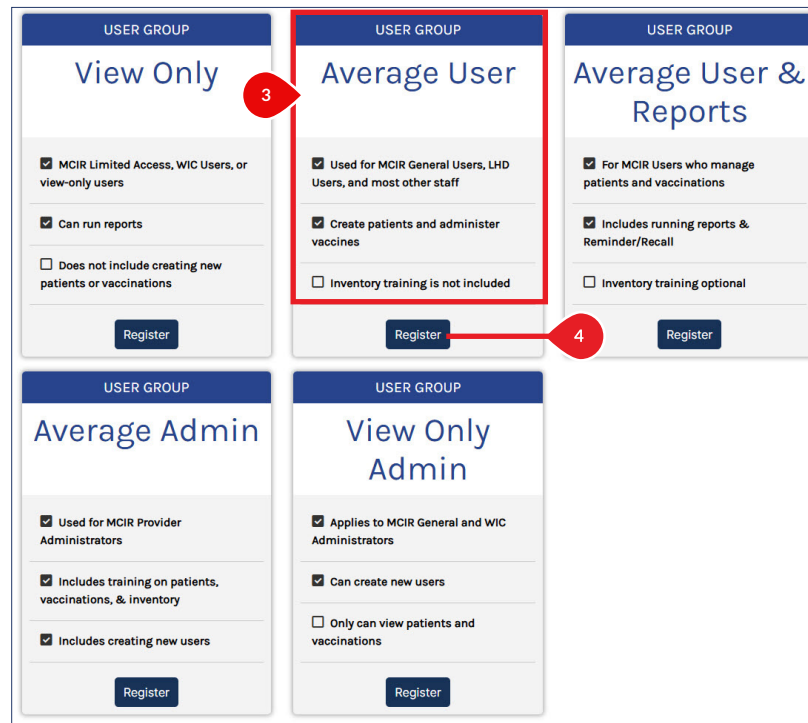 USER GROUP
View Only
MCIR Limited Access, WIC Users, or
view-only users
Can run reports
Does not include creating new
patients or vaccinations
Register
USER GROUP
3
Average User
Used for MCIR General Users, LHD
Users, and most other staff
Create patients and administer
vaccines
Inventory training is not included
Register
4
USER GROUP
Average User &
Reports
For MCIR Users who manage
patients and vaccinations
Includes running reports &
Reminder/Recall
Inventory training optional
Register
USER GROUP
Average Admin
Used for MCIR Provider
Administrators
Includes training on patients,
vaccinations, & inventory
Includes creating new users
Register
USER GROUP
View Only
Admin
Applies to MCIR General and WIC
Administrators
Can create new users
Only can view patients and
vaccinations
Register